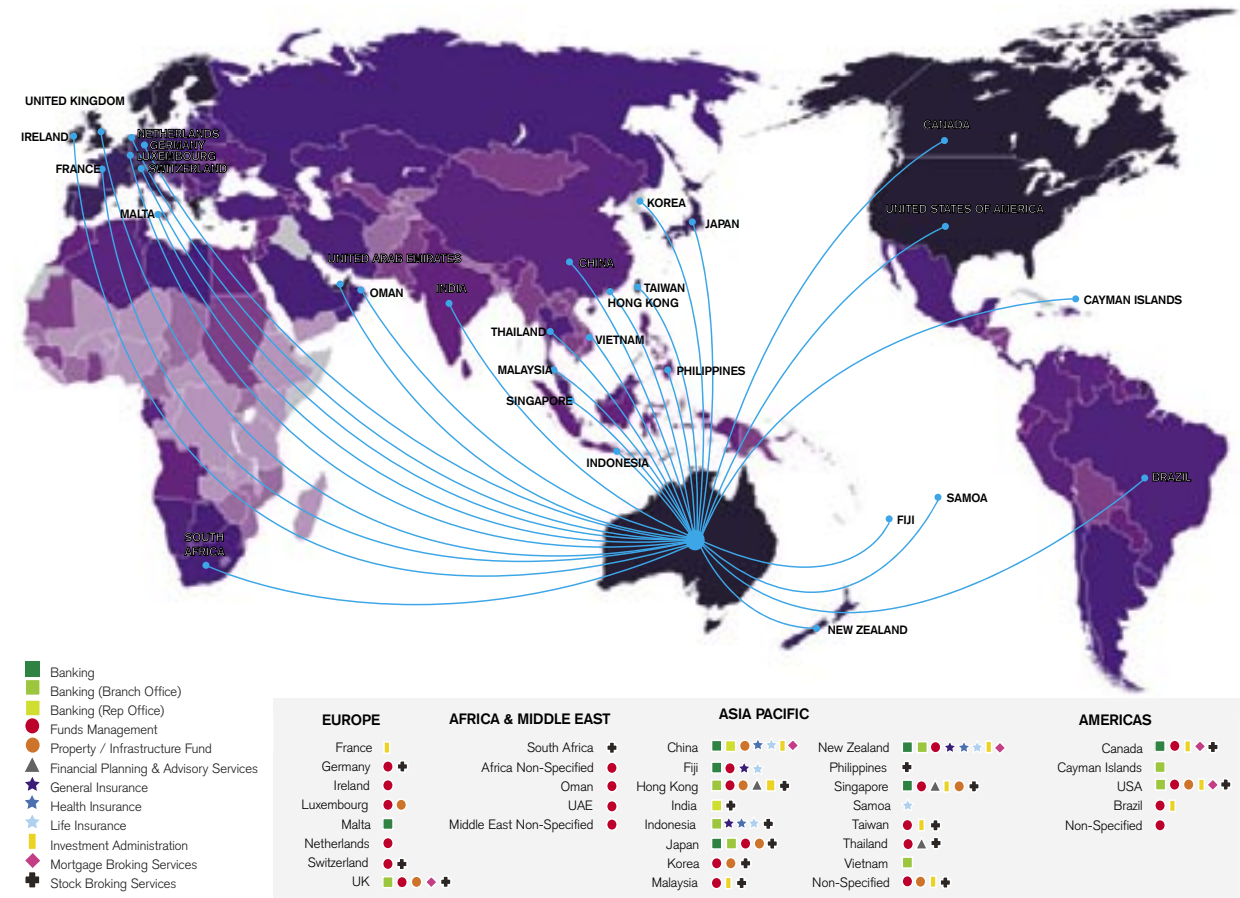 UNITED KINGDOM
IRELAND
NETHERLANDS
GERMANY
LUXEMBOURG
FRANCE
SWITZERLAND
MALTA
UNITED ARAB EMIRATES
OMAN
INDIA
KOREA
JAPAN
CHINA
TAIWAN
HONG KONG
THAILAND
VIETNAM
MALAYSIA
PHILIPPINES
SINGAPORE
INDONESIA
CANADA
UNITED STATES OF AMERICA
CAYMAN ISLANDS
BRAZIL
SAMOA
FIJI
NEW ZEALAND
SOUTH
AFRICA
Banking
Banking (Branch Office)
Banking (Rep Office)
Funds Management
Property / Infrastructure Fund
Financial Planning & Advisory Services
General Insurance
Health Insurance
Life Insurance
Investment Administration
Mortgage Broking Services
Stock Broking Services
EUROPE
France
Germany
Ireland
Luxembourg
Malta
Netherlands
Switzerland
UK
AFRICA & MIDDLE EAST
South Africa
Africa Non-Specified
Oman
UAE
Middle East Non-Specified
ASIA PACIFIC
China
Fiji
Hong Kong
India
Indonesia
Japan
Korea
Malaysia
New Zealand
Philippines
Singapore
Samoa
Taiwan
Thailand
Vietnam
Non-Specified
AMERICAS
Canada
Cayman Islands
USA
Brazil
Non-Specified